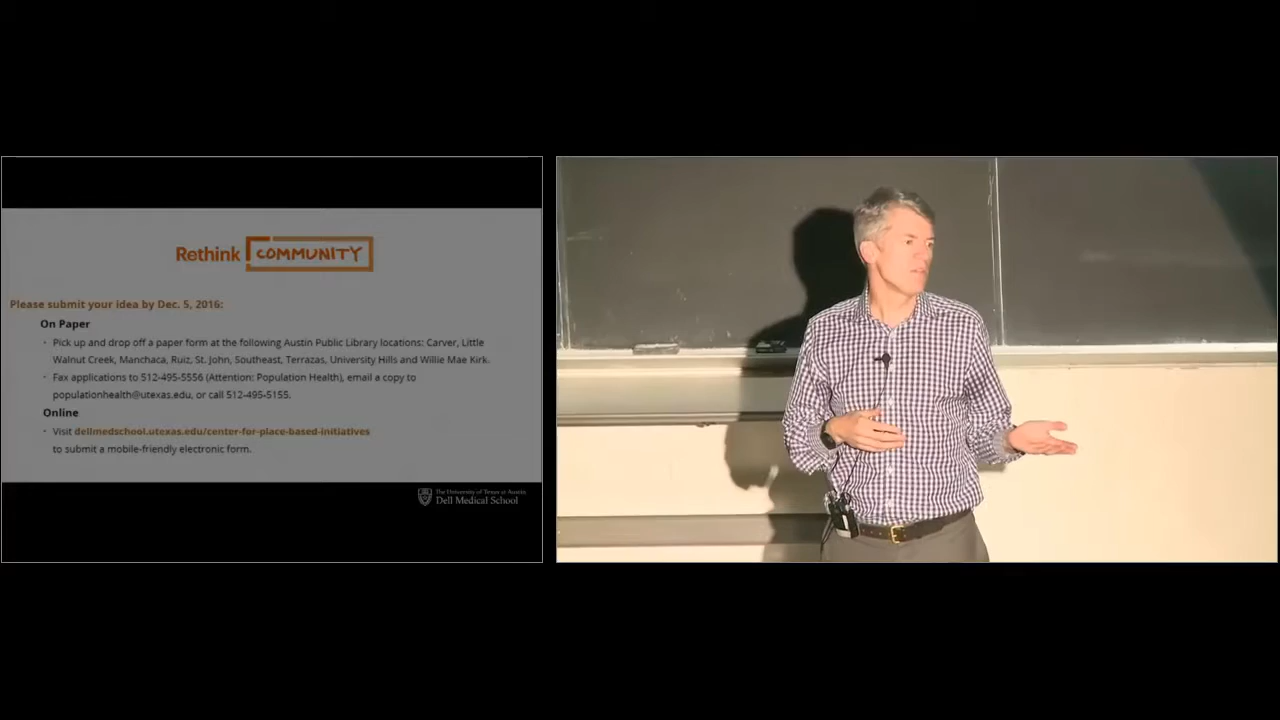 Rethink COMMUNITY
Please submit your idea by Dec. 5, 2016:
On Paper
· Pick up and drop off a paper form at the following Austin Public Library locations: Carver, Little
Walnut Creek, Manchaca, Ruiz, St. John, Southeast, Terrazas, University Hills and Willie Mae Kirk.
· Fax applications to 512-495-5556 (Attention: Population Health), email a copy to
populationhealth@utexas.edu, or call 512-495-5155.
Online
· Visit dellmedschool.utexas.edu/center-for-place-based-initiatives
to submit a mobile-friendly electronic form.
The University of Texas at Austin
Dell Medical School